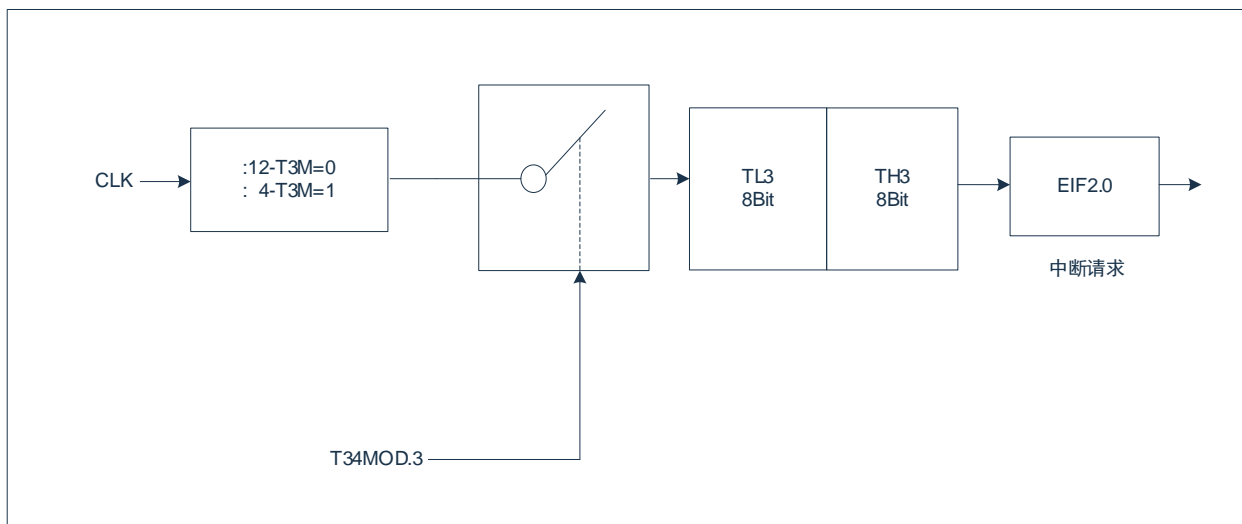 CLK
:12-T3M=0
: 4-T3M=1
TL3
8Bit
TH3
8Bit
EIF2.0
中断请求
T34MOD.3